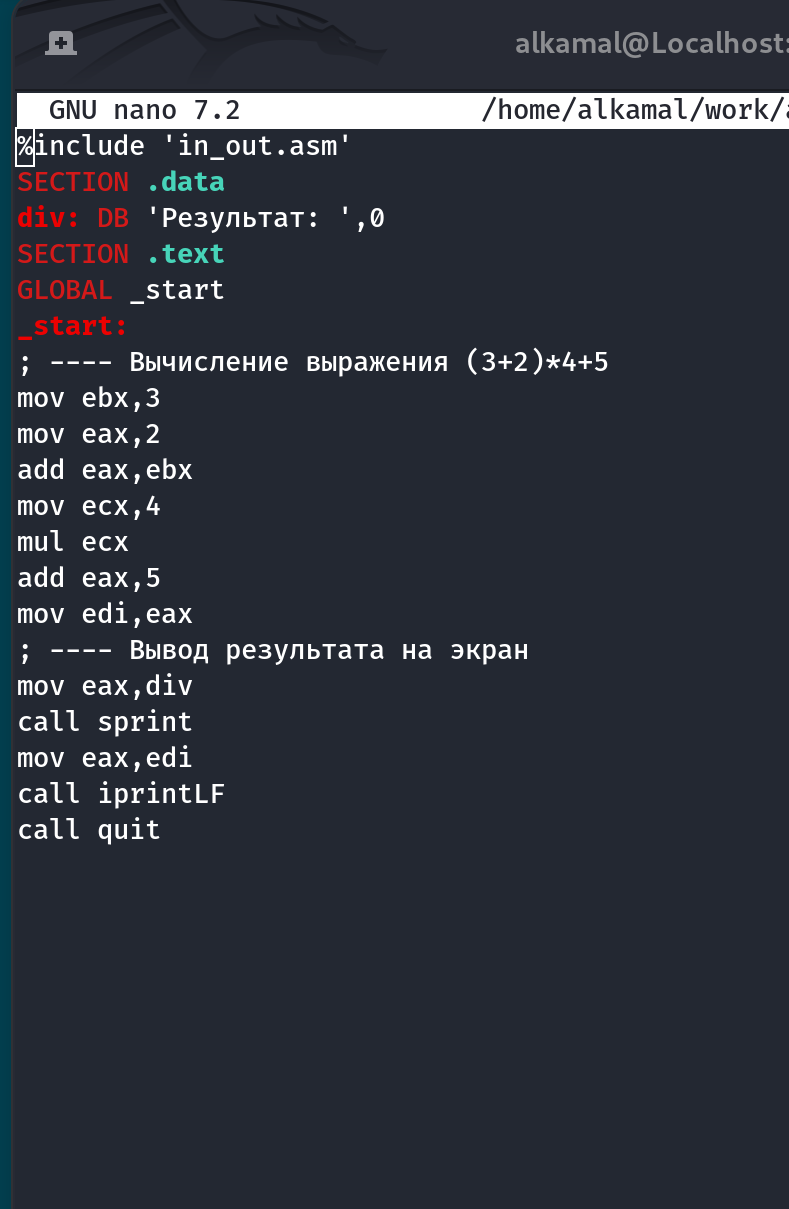 alkamal@Localhost:
GNU nano 7.2 /home/alkamal/work/
%include 'in_out.asm'
SECTION .data
div: DB 'Результат: ',0
SECTION .text
GLOBAL _start
_start:
; ---- Вычисление выражения (3+2)*4+5
mov ebx,3
mov eax,2
add eax,ebx
mov ecx,4
mul ecx
add eax,5
mov edi,eax
; ---- Вывод результата на экран
mov eax,div
call sprint
mov eax,edi
call iprintLF
call quit